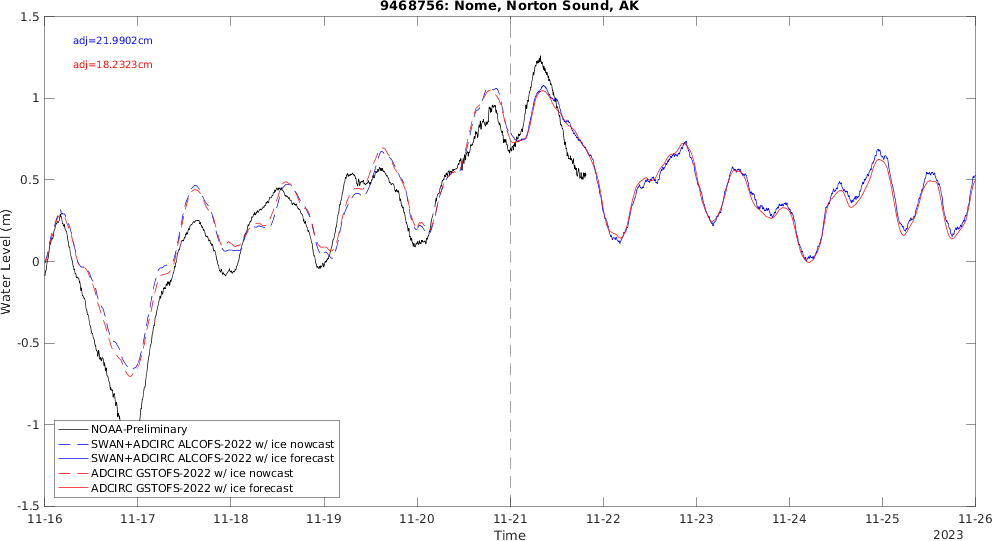 9468756: Nome, Norton Sound, AK
adj=21.9902cm
adj=18.2323cm
1.5
1
0.5
0
-0.5
-1
-1.5
Water Level (m)
NOAA-Preliminary
SWAN+ADCIRC ALCOFS-2022 w/ ice nowcast
SWAN+ADCIRC ALCOFS-2022 w/ ice forecast
ADCIRC GSTOFS-2022 w/ ice nowcast
ADCIRC GSTOFS-2022 w/ ice forecast
11-16 11-17 11-18 11-19 11-20 11-21 11-22 11-23 11-24 11-25 11-26
Time
2023